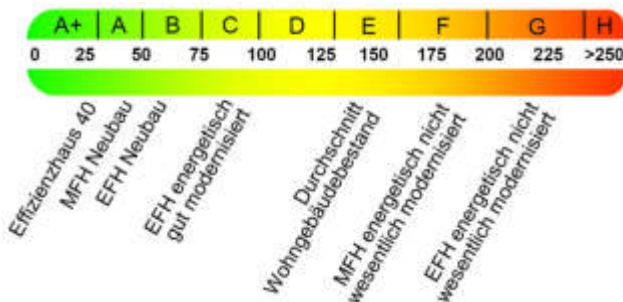 A+ A B C D E F G H
0 25 50 75 100 125 150 175 200 225 >250
Effizienzhaus 40
MFH Neubau
EFH Neubau
EFH energetisch
gut modernisiert
Durchschnitt
Wohngebäudebestand
MFH energetisch nicht
wesentlich modernisiert
EFH energetisch nicht
wesentlich modernisiert